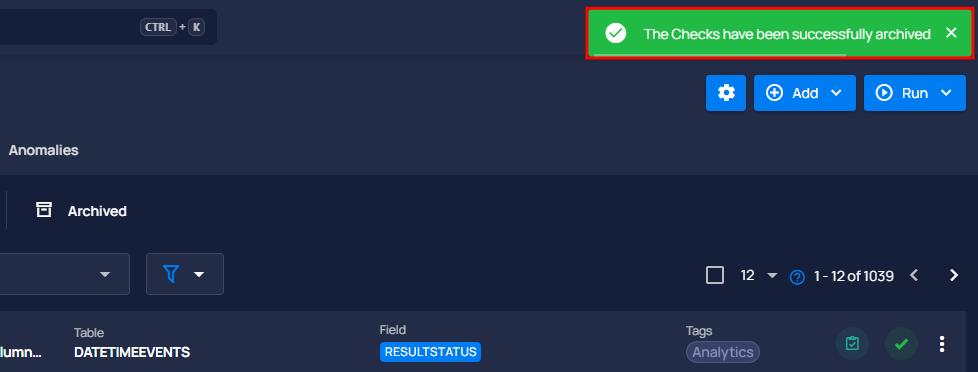 CTRL + K
The Checks have been successfully archived
Add
Run
Anomalies
Archived
12
1 - 12 of 1039
Table
Field
Tags
lumn...
DATETIMEEVENTS
RESULTSTATUS
Analytics